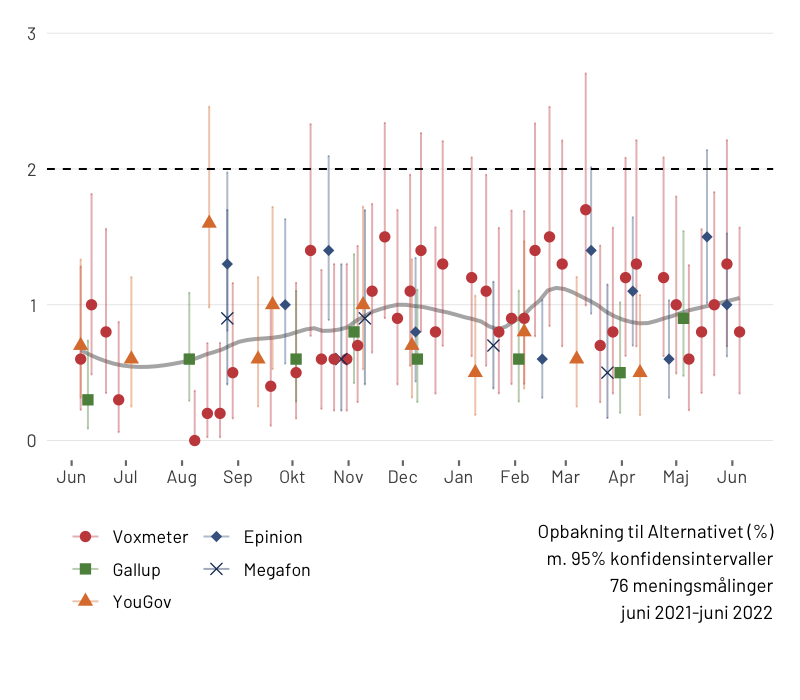 3
2
1
0
Jun Jul Aug Sep Okt Nov Dec Jan Feb Mar Apr Maj Jun
Voxmeter Epinion
Gallup Megafon
YouGov
Opbakning til Alternativet (%)
m. 95% konfidensintervaller
76 meningsmålinger
juni 2021-juni 2022